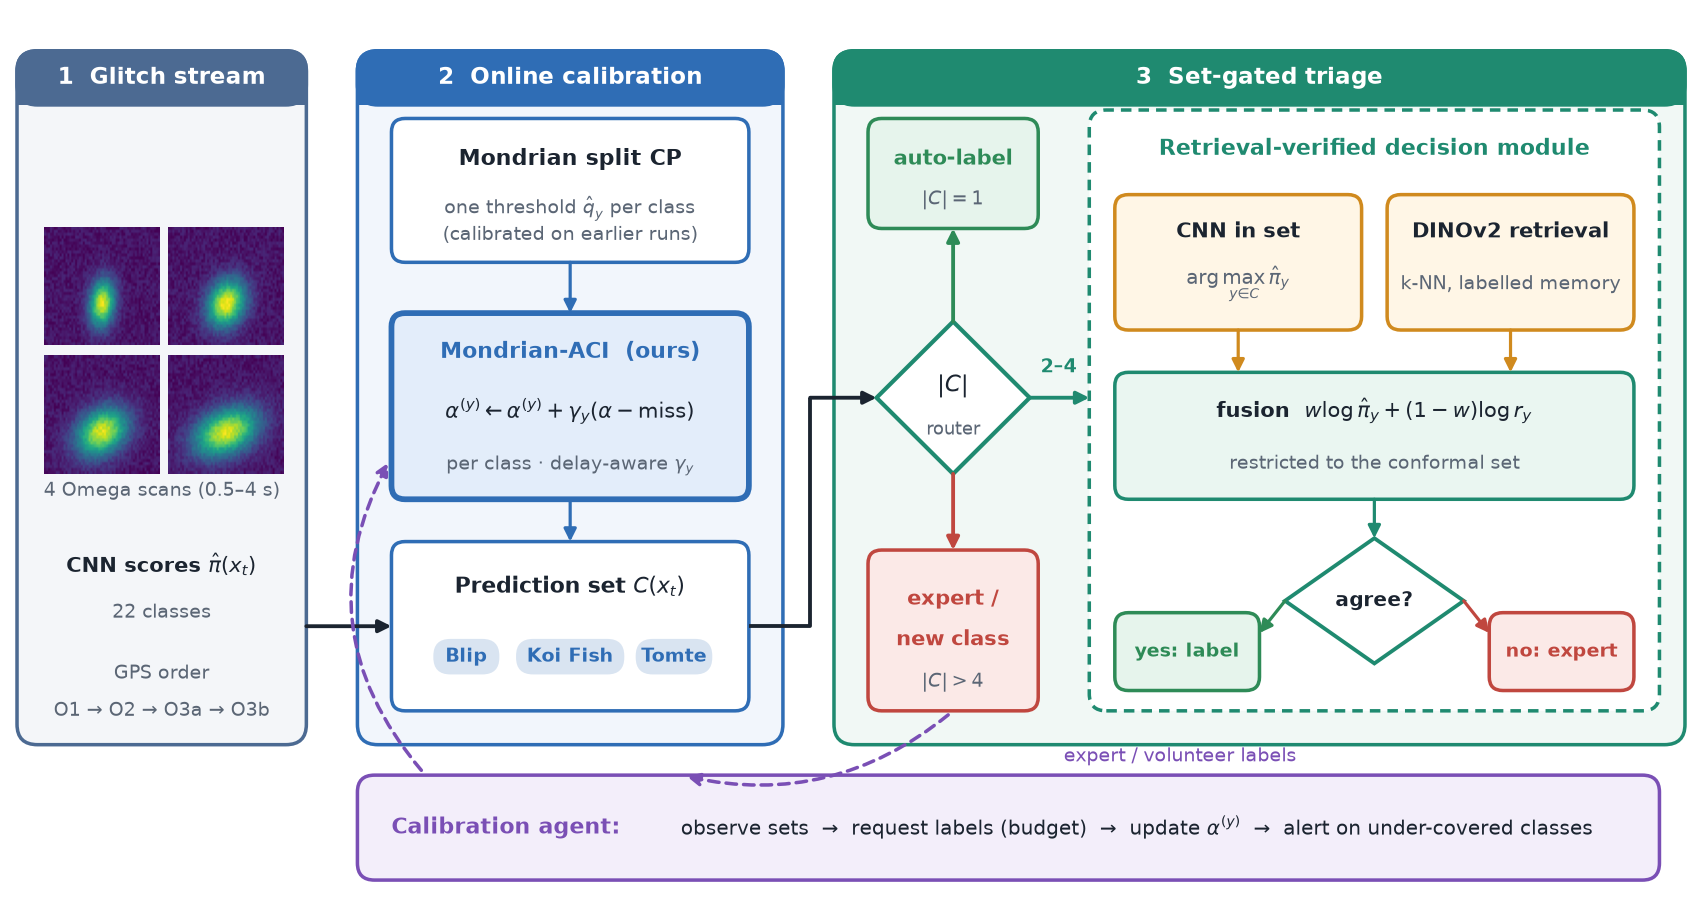 1 Glitch stream
4 Omega scans (0.5–4 s)
CNN scores π̂(xₜ)
22 classes
GPS order
O1 → O2 → O3a → O3b
2 Online calibration
Mondrian split CP
one threshold q̂_y per class
(calibrated on earlier runs)
Mondrian-ACI (ours)
α^(y) ← α^(y) + γ_y(α − miss)
per class · delay-aware γ_y
Prediction set C(xₜ)
Blip Koi Fish Tomte
3 Set-gated triage
auto-label
|C| = 1
|C|
router
2–4
expert /
new class
|C| > 4
Retrieval-verified decision module
CNN in set
arg max π̂_y
y∈C
DINOv2 retrieval
k-NN, labelled memory
fusion w log π̂_y + (1 − w) log r_y
restricted to the conformal set
agree?
yes: label
no: expert
expert / volunteer labels
Calibration agent: observe sets → request labels (budget) → update α^(y) → alert on under-covered classes